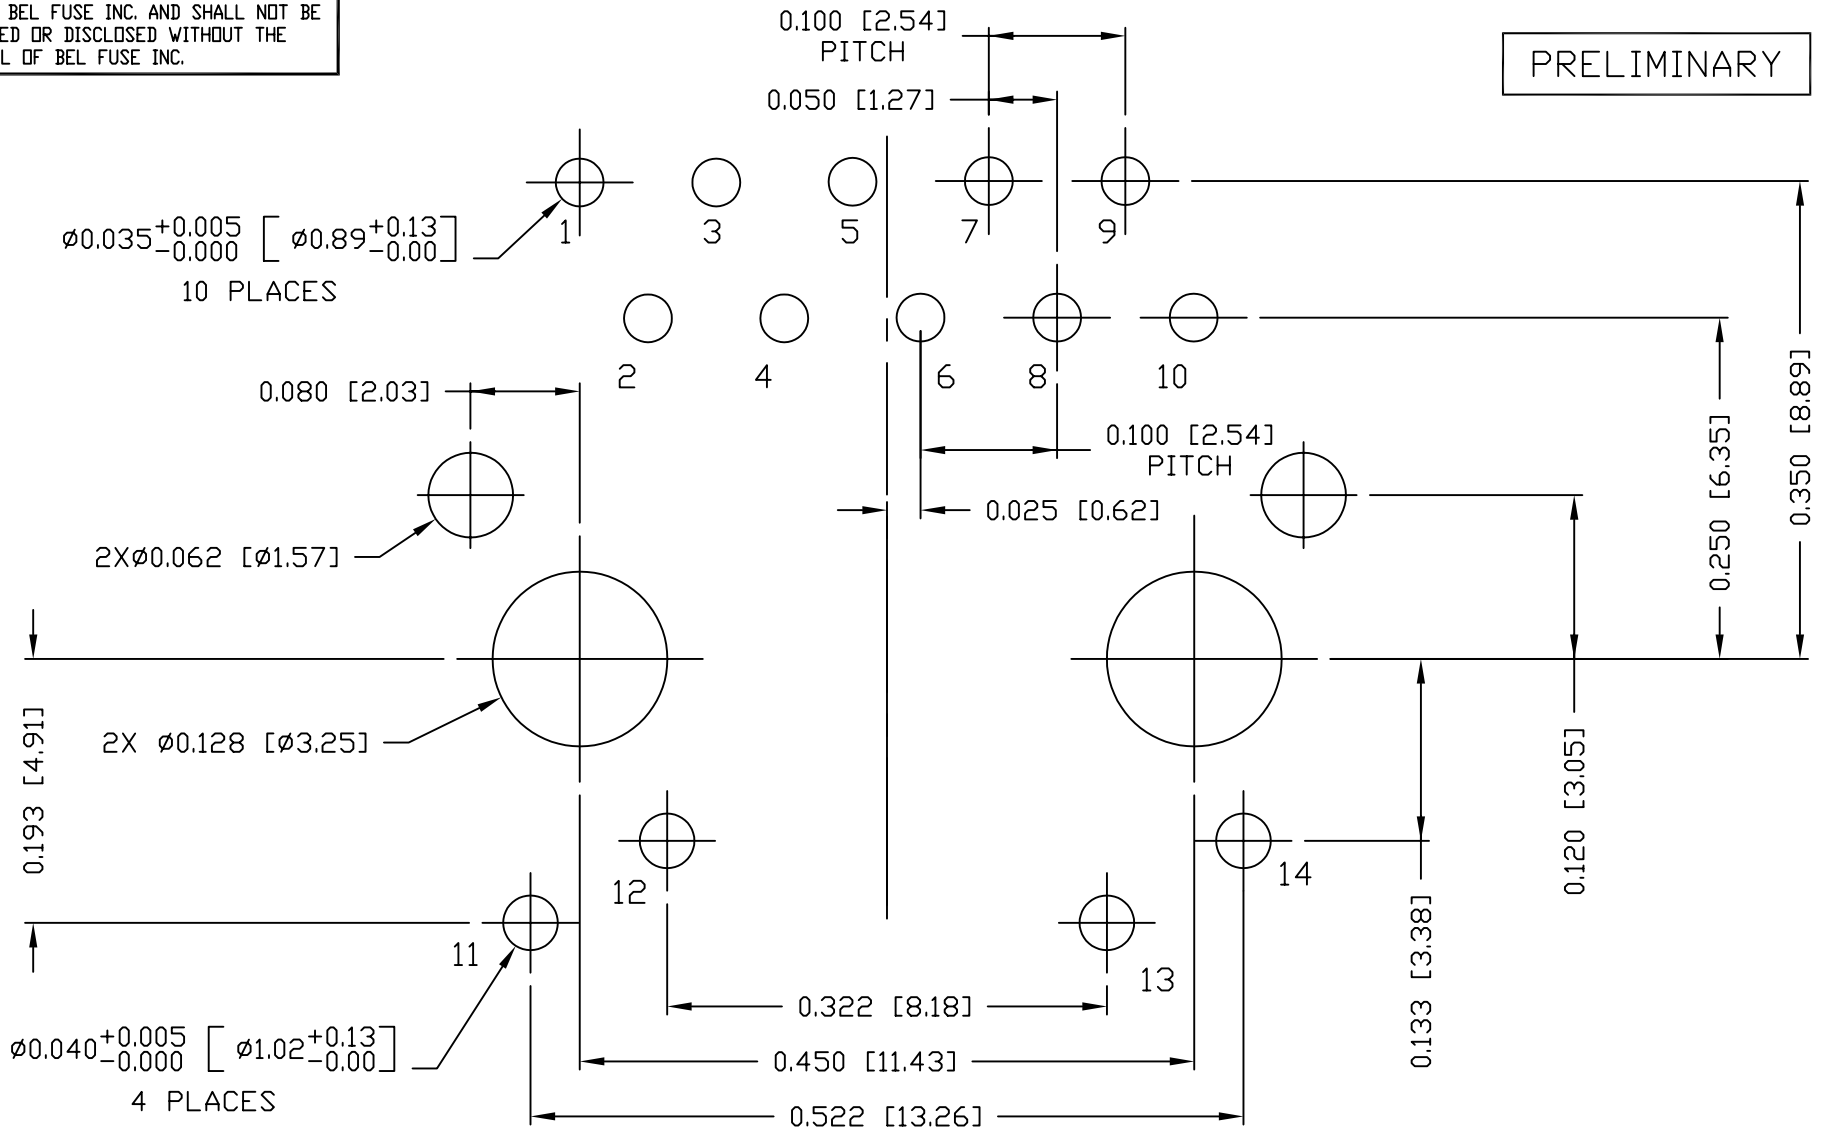 BEL FUSE INC. AND SHALL NOT BE
ED OR DISCLOSED WITHOUT THE
L OF BEL FUSE INC.
PRELIMINARY
0.100 [2.54]
PITCH
0.050 [1.27]
1
3
5
7
9
ø0.035 +0.005 -0.000 [ø0.89 +0.13 -0.00]
10 PLACES
2
4
6
8
10
0.080 [2.03]
0.100 [2.54]
PITCH
0.025 [0.62]
0.250 [6.35]
0.350 [8.89]
2Xø0.062 [ø1.57]
2X ø0.128 [ø3.25]
0.193 [4.91]
0.120 [3.05]
12
14
11
13
0.133 [3.38]
0.322 [8.18]
ø0.040 +0.005 -0.000 [ø1.02 +0.13 -0.00]
4 PLACES
0.450 [11.43]
0.522 [13.26]